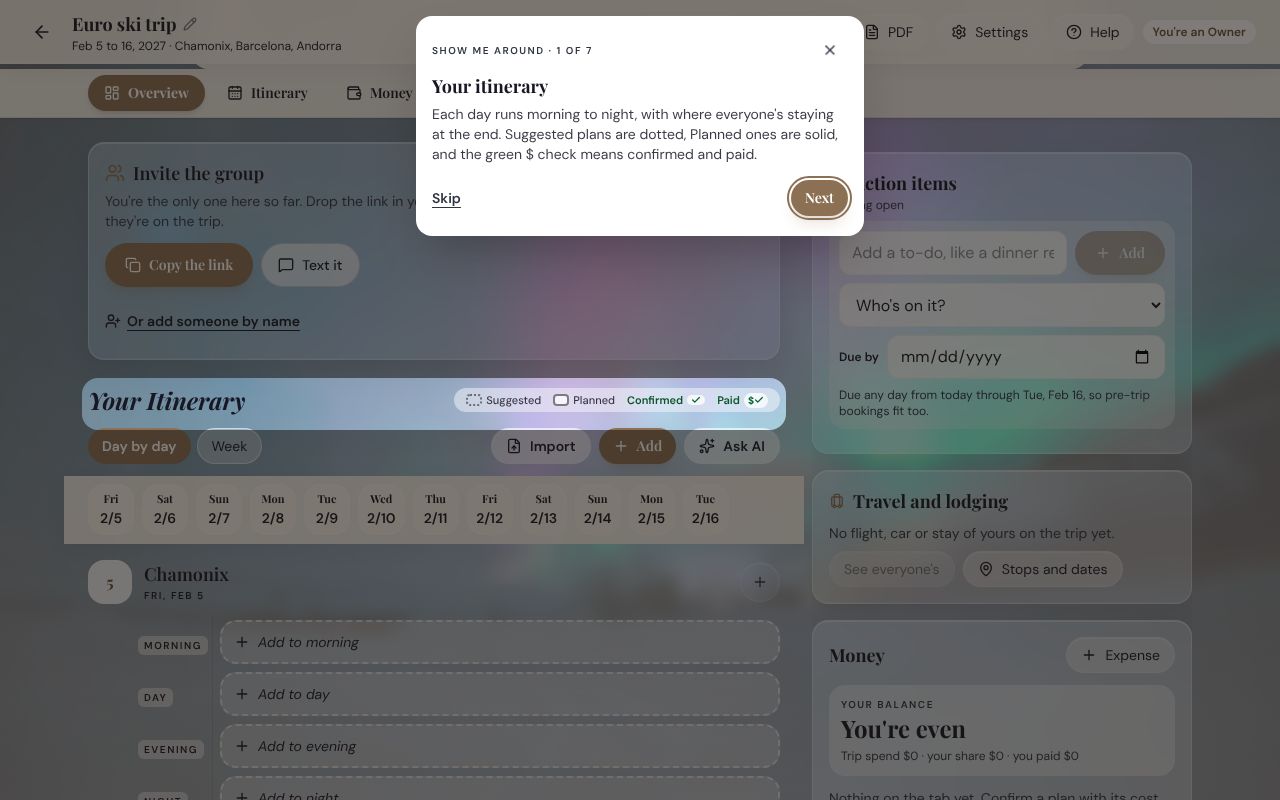 Euro ski trip
Feb 5 to 16, 2027 · Chamonix, Barcelona, Andorra
PDF
Settings
Help
You're an Owner
Overview
Itinerary
Money
SHOW ME AROUND · 1 OF 7
Your itinerary
Each day runs morning to night, with where everyone's staying
at the end. Suggested plans are dotted, Planned ones are solid,
and the green $ check means confirmed and paid.
Skip
Next
Invite the group
You're the only one here so far. Drop the link in
they're on the trip.
Copy the link
Text it
Or add someone by name
Your Itinerary
Suggested
Planned
Confirmed
Paid
$
Day by day
Week
Import
Add
Ask AI
Fri
2/5
Sat
2/6
Sun
2/7
Mon
2/8
Tue
2/9
Wed
2/10
Thu
2/11
Fri
2/12
Sat
2/13
Sun
2/14
Mon
2/15
Tue
2/16
5
Chamonix
FRI, FEB 5
MORNING
Add to morning
DAY
Add to day
EVENING
Add to evening
NIGHT
Add to night
items
open
Add a to-do, like a dinner re
Add
Who's on it?
Due by
mm/dd/yyyy
Due any day from today through Tue, Feb 16, so pre-trip
bookings fit too.
Travel and lodging
No flight, car or stay of yours on the trip yet.
See everyone's
Stops and dates
Money
Expense
YOUR BALANCE
You're even
Trip spend $0 · your share $0 · you paid $0
Nothing on the tab yet. Confirm a plan with its cost,